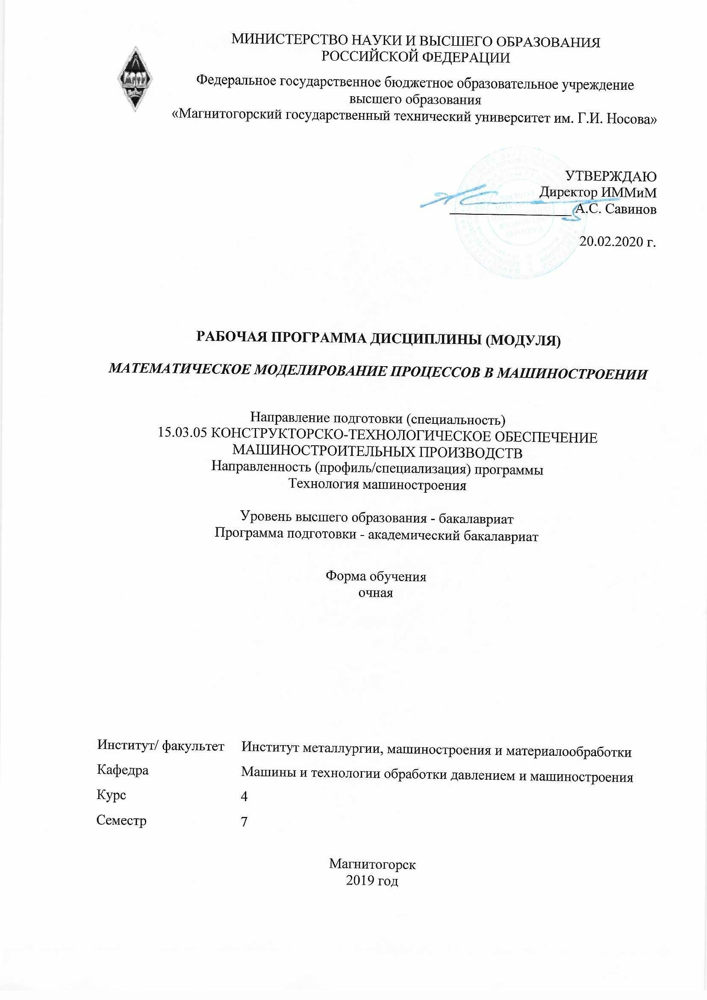 МИНИСТЕРСТВО НАУКИ И ВЫСШЕГО ОБРАЗОВАНИЯ
РОССИЙСКОЙ ФЕДЕРАЦИИ
Федеральное государственное бюджетное образовательное учреждение
высшего образования
«Магнитогорский государственный технический университет им. Г.И. Носова»
УТВЕРЖДАЮ
Директор ИММиМ
А.С. Савинов
20.02.2020 г.
РАБОЧАЯ ПРОГРАММА ДИСЦИПЛИНЫ (МОДУЛЯ)
МАТЕМАТИЧЕСКОЕ МОДЕЛИРОВАНИЕ ПРОЦЕССОВ В МАШИНОСТРОЕНИИ
Направление подготовки (специальность)
15.03.05 КОНСТРУКТОРСКО-ТЕХНОЛОГИЧЕСКОЕ ОБЕСПЕЧЕНИЕ
МАШИНОСТРОИТЕЛЬНЫХ ПРОИЗВОДСТВ
Направленность (профиль/специализация) программы
Технология машиностроения
Уровень высшего образования - бакалавриат
Программа подготовки - академический бакалавриат
Форма обучения
очная
Институт/ факультет Институт металлургии, машиностроения и материалообработки
Кафедра Машины и технологии обработки давлением и машиностроения
Курс 4
Семестр 7
Магнитогорск
2019 год